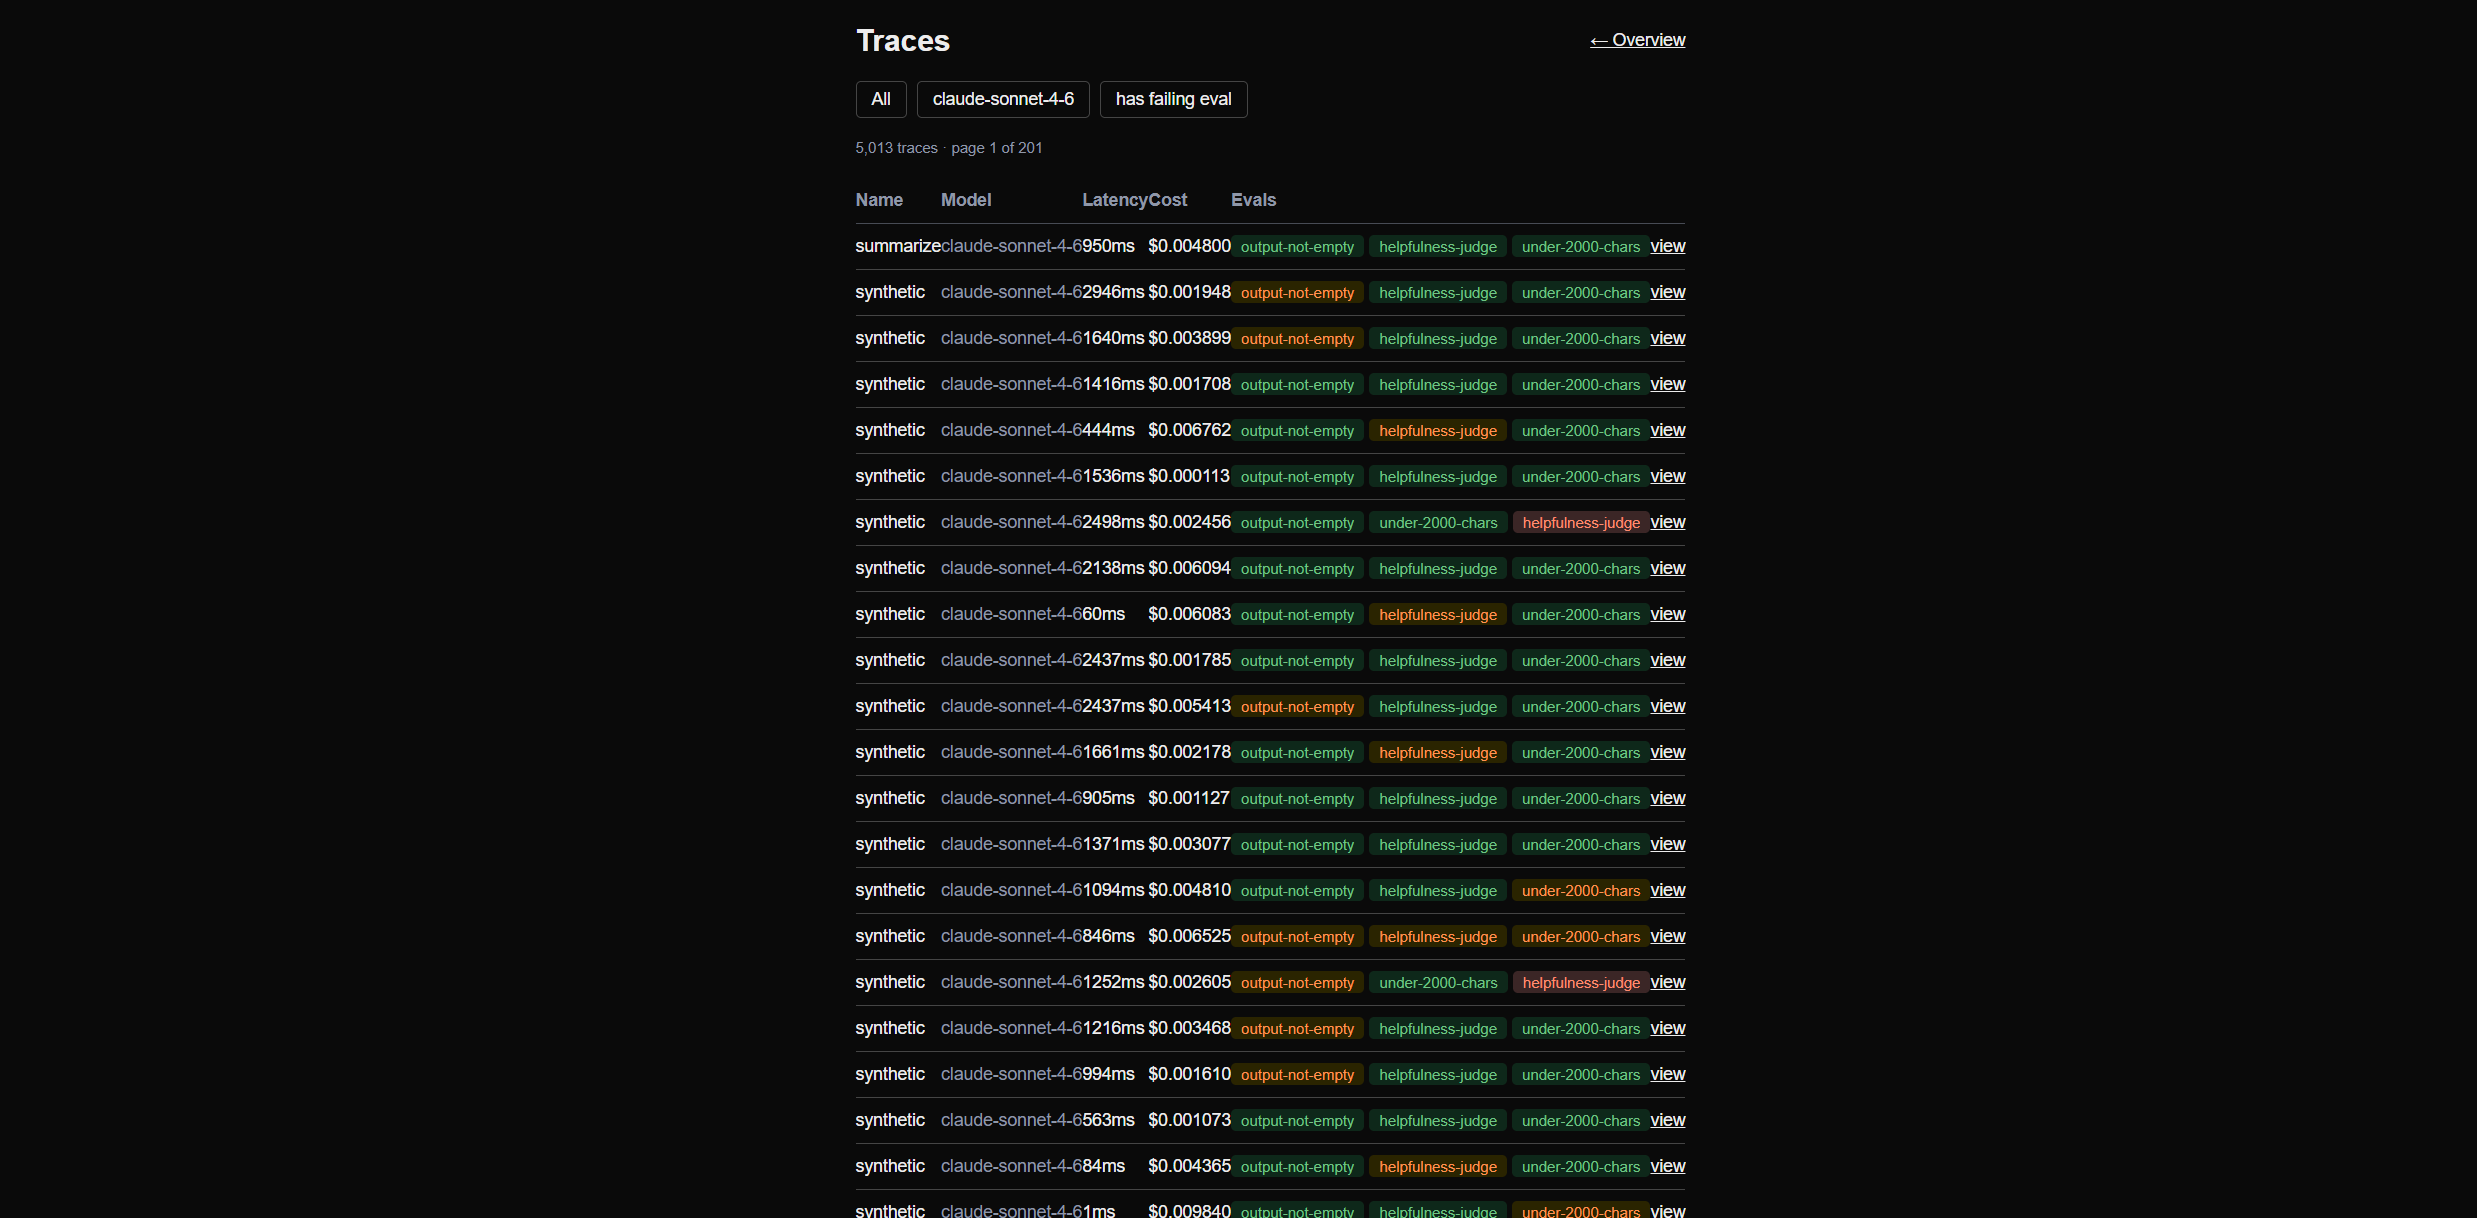 Traces
← Overview
All
claude-sonnet-4-6
has failing eval
5,013 traces · page 1 of 201
Name Model Latency Cost Evals
summarize claude-sonnet-4-6 950ms $0.004800 output-not-empty helpfulness-judge under-2000-chars view
synthetic claude-sonnet-4-6 2946ms $0.001948 output-not-empty helpfulness-judge under-2000-chars view
synthetic claude-sonnet-4-6 1640ms $0.003899 output-not-empty helpfulness-judge under-2000-chars view
synthetic claude-sonnet-4-6 1416ms $0.001708 output-not-empty helpfulness-judge under-2000-chars view
synthetic claude-sonnet-4-6 444ms $0.006762 output-not-empty helpfulness-judge under-2000-chars view
synthetic claude-sonnet-4-6 1536ms $0.000113 output-not-empty helpfulness-judge under-2000-chars view
synthetic claude-sonnet-4-6 2498ms $0.002456 output-not-empty under-2000-chars helpfulness-judge view
synthetic claude-sonnet-4-6 2138ms $0.006094 output-not-empty helpfulness-judge under-2000-chars view
synthetic claude-sonnet-4-6 60ms $0.006083 output-not-empty helpfulness-judge under-2000-chars view
synthetic claude-sonnet-4-6 2437ms $0.001785 output-not-empty helpfulness-judge under-2000-chars view
synthetic claude-sonnet-4-6 2437ms $0.005413 output-not-empty helpfulness-judge under-2000-chars view
synthetic claude-sonnet-4-6 1661ms $0.002178 output-not-empty helpfulness-judge under-2000-chars view
synthetic claude-sonnet-4-6 905ms $0.001127 output-not-empty helpfulness-judge under-2000-chars view
synthetic claude-sonnet-4-6 1371ms $0.003077 output-not-empty helpfulness-judge under-2000-chars view
synthetic claude-sonnet-4-6 1094ms $0.004810 output-not-empty helpfulness-judge under-2000-chars view
synthetic claude-sonnet-4-6 846ms $0.006525 output-not-empty helpfulness-judge under-2000-chars view
synthetic claude-sonnet-4-6 1252ms $0.002605 output-not-empty under-2000-chars helpfulness-judge view
synthetic claude-sonnet-4-6 1216ms $0.003468 output-not-empty helpfulness-judge under-2000-chars view
synthetic claude-sonnet-4-6 994ms $0.001610 output-not-empty helpfulness-judge under-2000-chars view
synthetic claude-sonnet-4-6 563ms $0.001073 output-not-empty helpfulness-judge under-2000-chars view
synthetic claude-sonnet-4-6 84ms $0.004365 output-not-empty helpfulness-judge under-2000-chars view
synthetic claude-sonnet-4-6 1ms $0.009840 output-not-empty helpfulness-judge under-2000-chars view